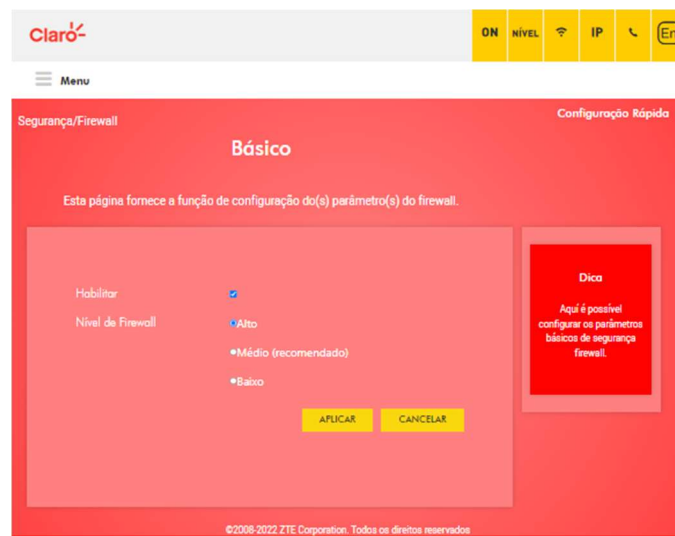 Claro
ON NÍVEL IP En
Menu
Segurança/Firewall
Configuração Rápida
Básico
Esta página fornece a função de configuração do(s) parâmetro(s) do firewall.
Habilitar
Nível de Firewall
Alto
Médio (recomendado)
Baixo
APLICAR CANCELAR
Dica
Aqui é possível
configurar os parâmetros
básicos de segurança
firewall.
©2008-2022 ZTE Corporation. Todos os direitos reservados